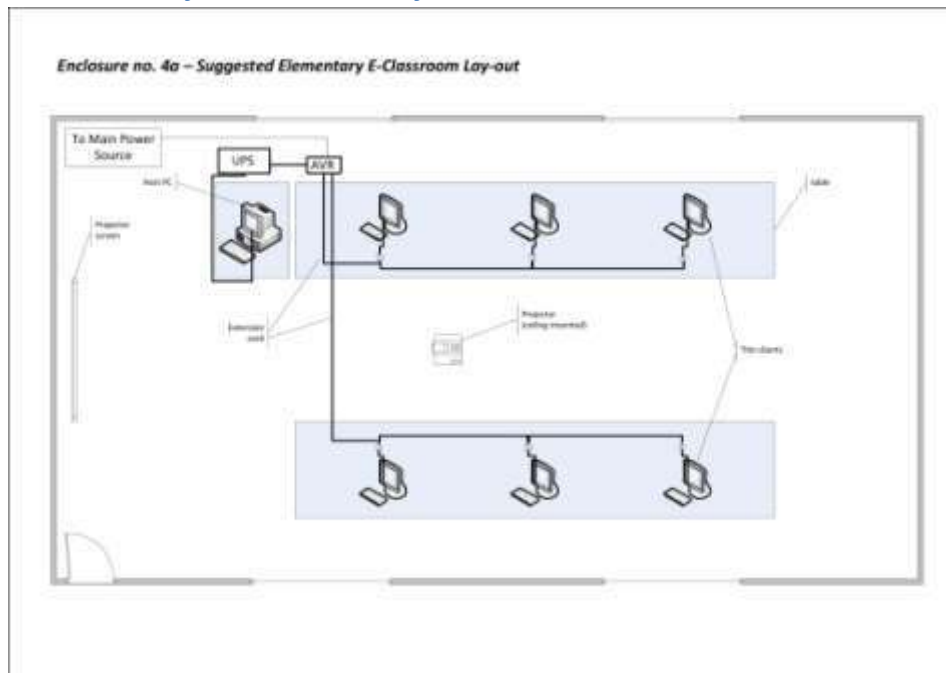 Enclosure no. 4a – Suggested Elementary E-Classroom Lay-out
To Main Power
Source
UPS
AVR
Host PC
table
Projector
screen
Extension
cord
Projector
(ceiling mounted)
Thin clients